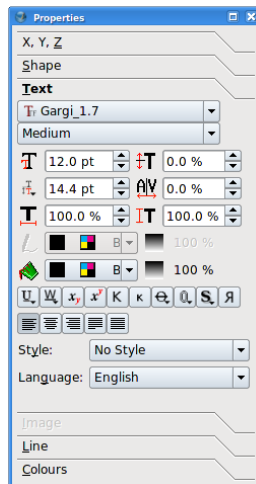 Properties
X, Y, Z
Shape
Text
Gargi_1.7
Medium
12.0 pt 0.0 %
14.4 pt 0.0 %
100.0 % 100.0 %
B 100 %
B 100 %
U W x y x y K K O O S Я
Style: No Style
Language: English
Image
Line
Colours